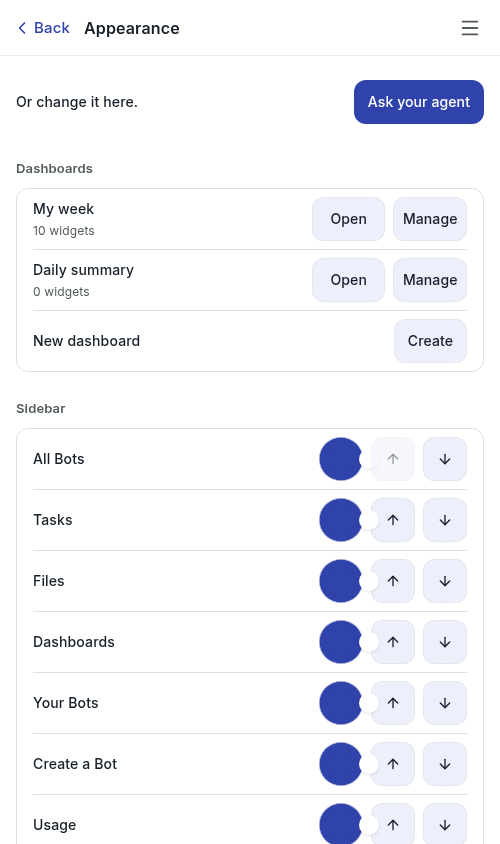 Back Appearance
Or change it here.
Ask your agent
Dashboards
My week
10 widgets
Open
Manage
Daily summary
0 widgets
Open
Manage
New dashboard
Create
Sidebar
All Bots
Tasks
Files
Dashboards
Your Bots
Create a Bot
Usage